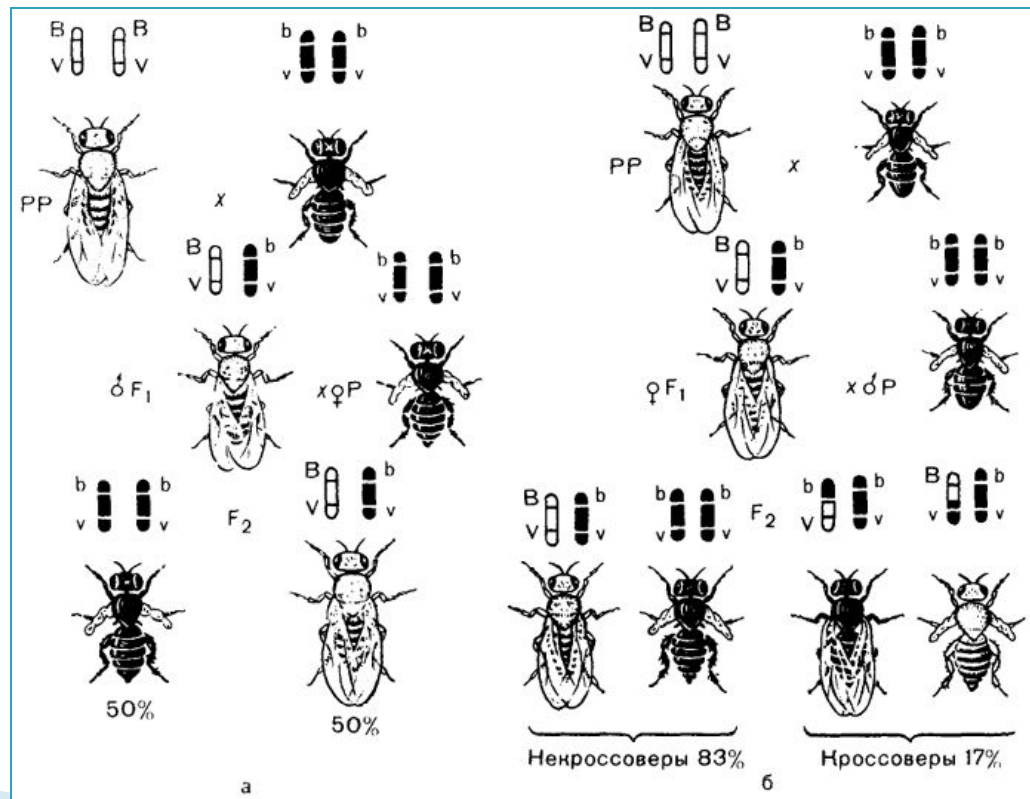 B B b b
V V v v
PP x
B b b b
V v v v
♂ F₁ x ♀ P
b b F₂ B b
v v V v
50% 50%
а
B B b b
V V v v
PP x
B b b b
V v v v
♀ F₁ x ♂ P
B b b b F₂ b b B b
V v v v V v v v
Некроссоверы 83% Кроссоверы 17%
б